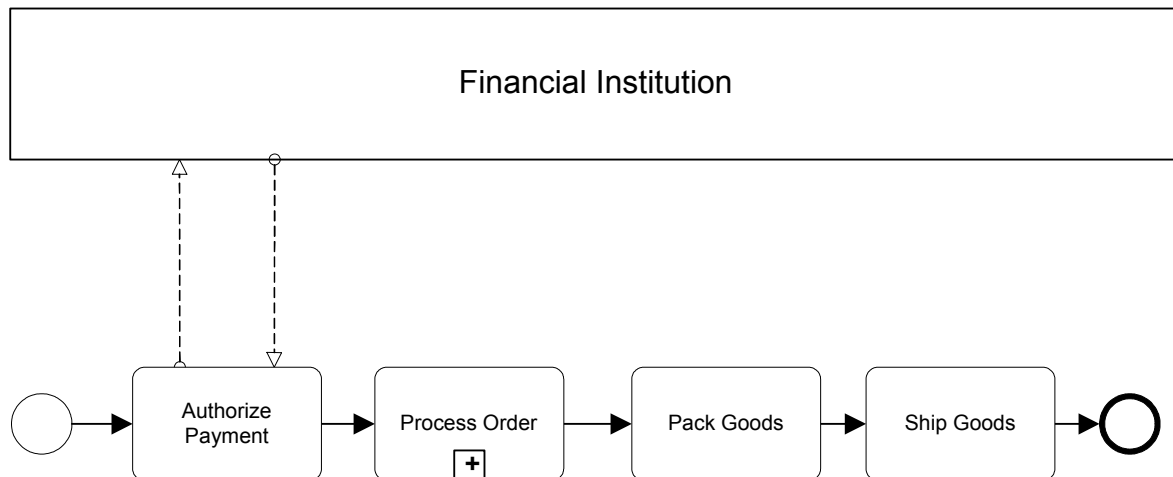 Financial Institution
Authorize
Payment
Process Order
Pack Goods
Ship Goods
+